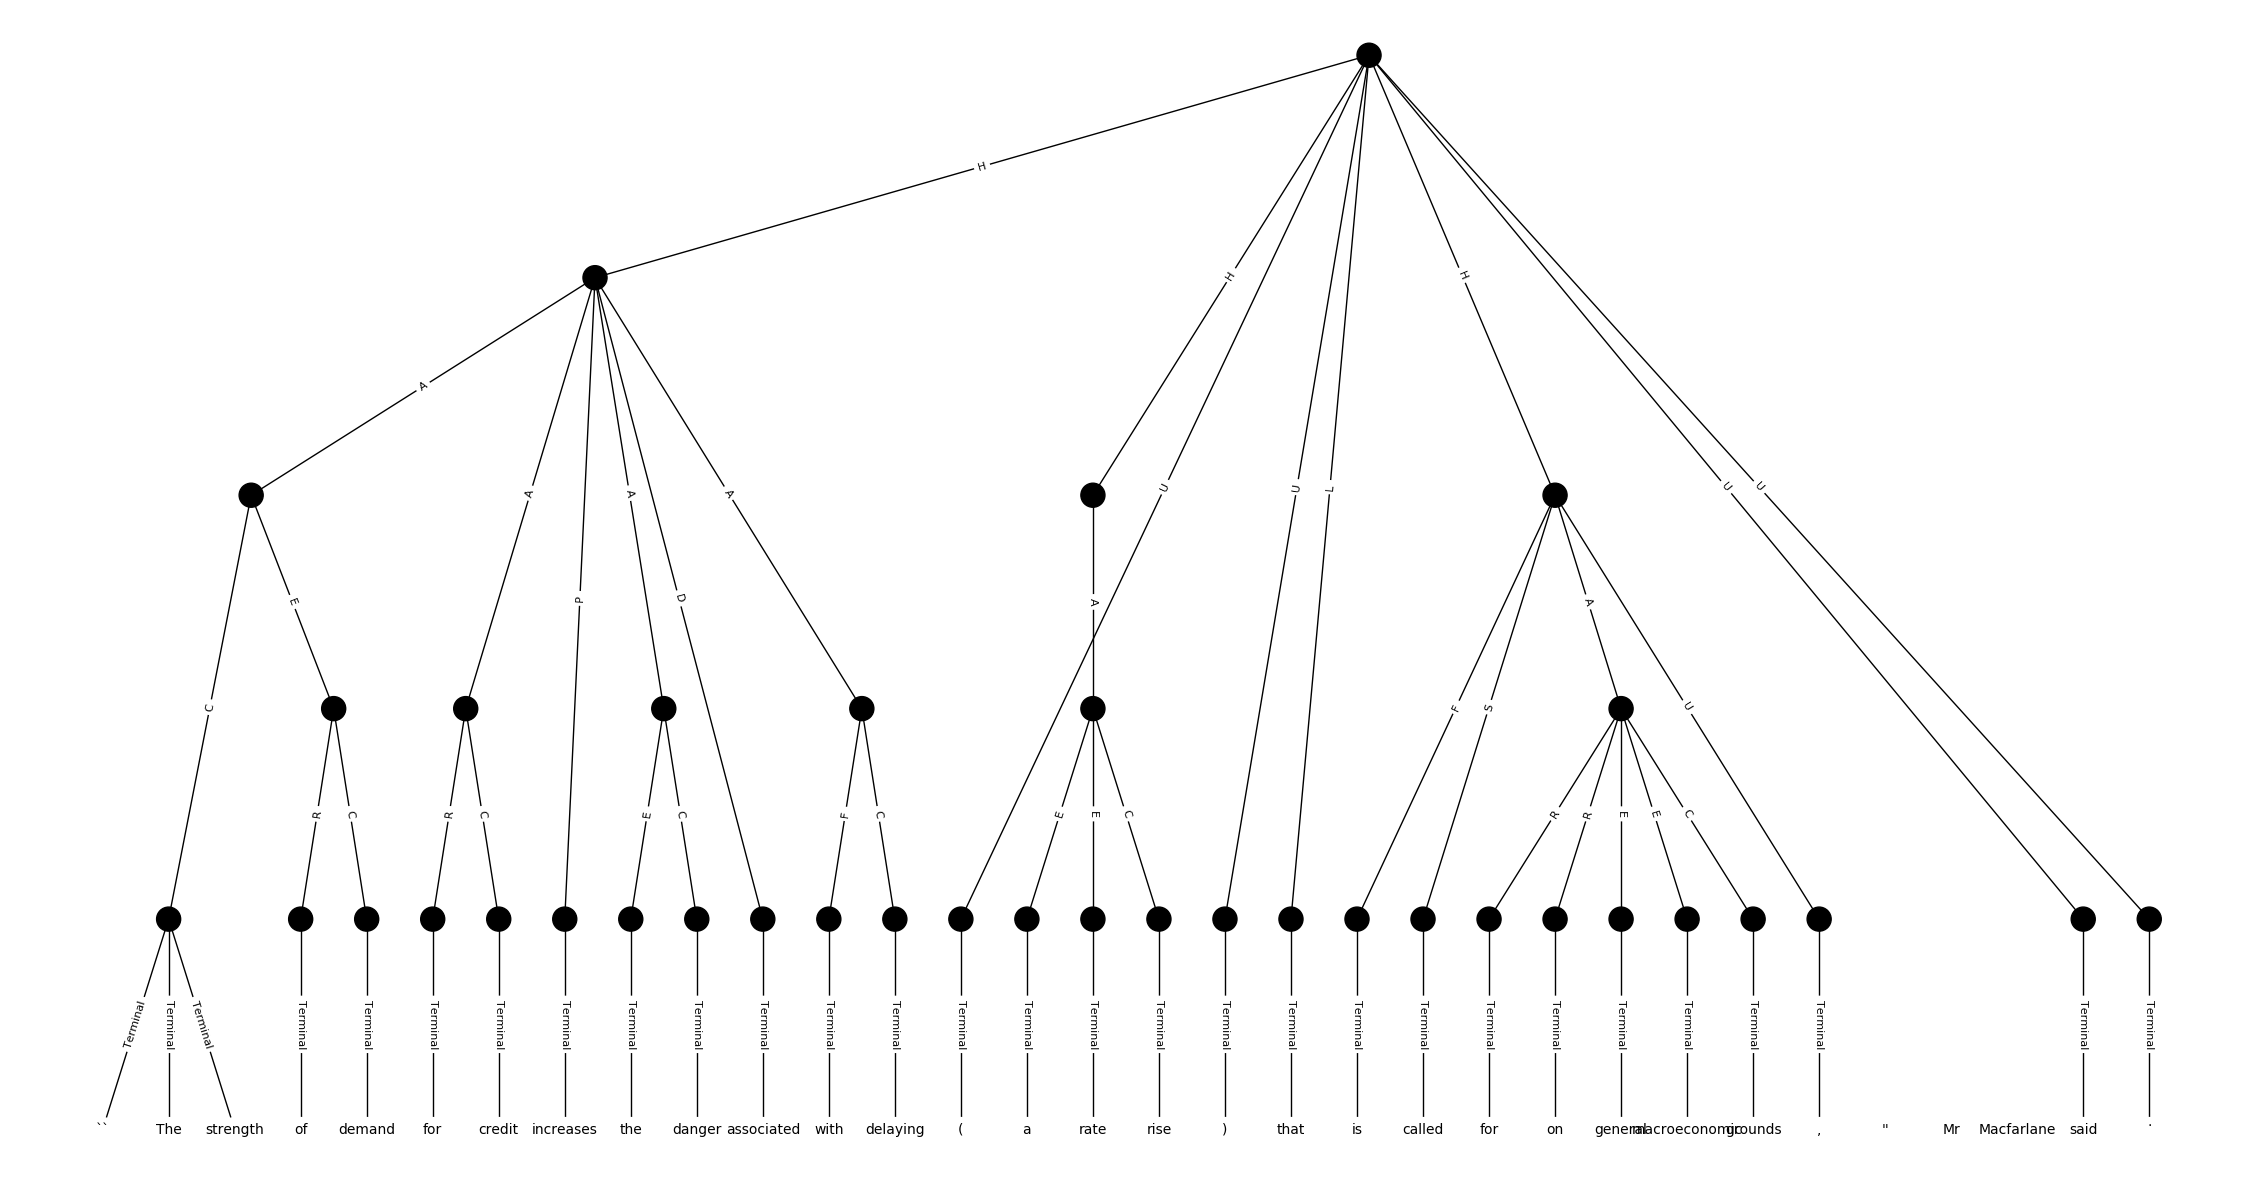 H
H H
A
A A A U U L U U
E P D A A
C F S U
R C R C E C F C E E C R R E E C
Terminal Terminal Terminal Terminal Terminal Terminal Terminal Terminal Terminal Terminal Terminal Terminal Terminal Terminal Terminal Terminal Terminal Terminal Terminal Terminal Terminal Terminal Terminal Terminal Terminal Terminal Terminal Terminal Terminal
`` The strength of demand for credit increases the danger associated with delaying ( a rate rise ) that is called for on general macroeconomic grounds , " Mr Macfarlane said .